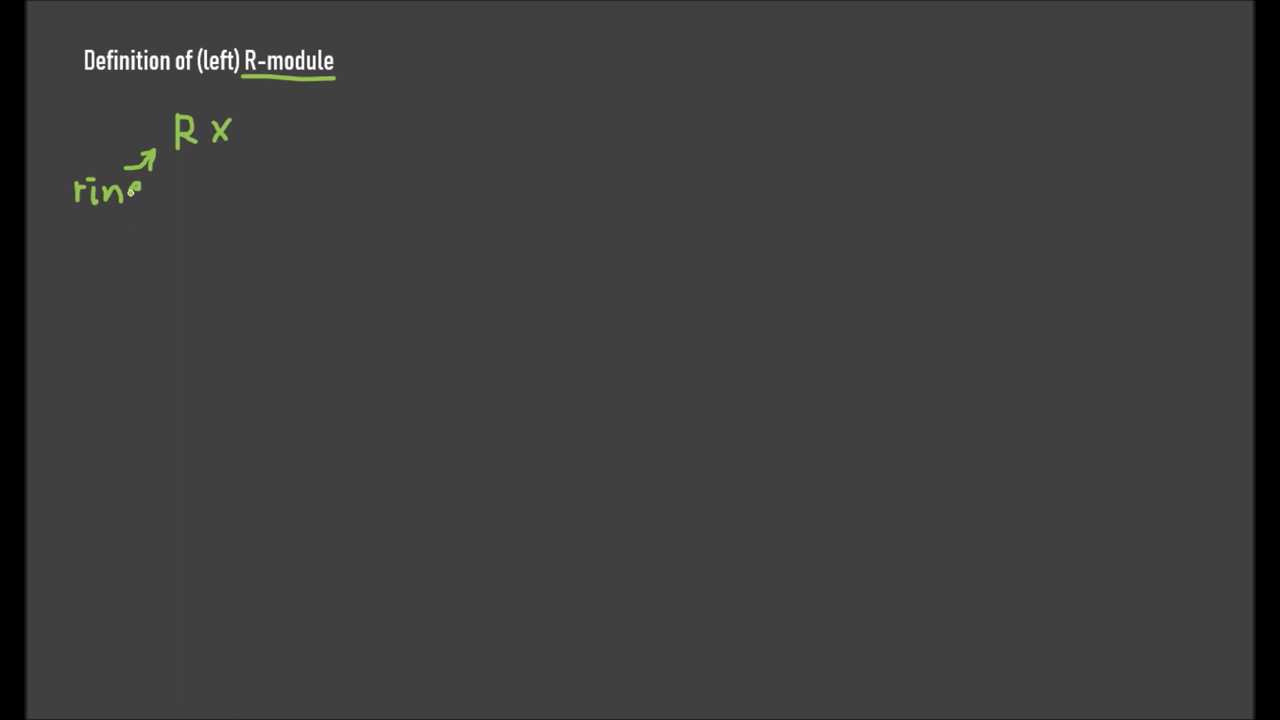 Definition of (left) R-module
R x
rin